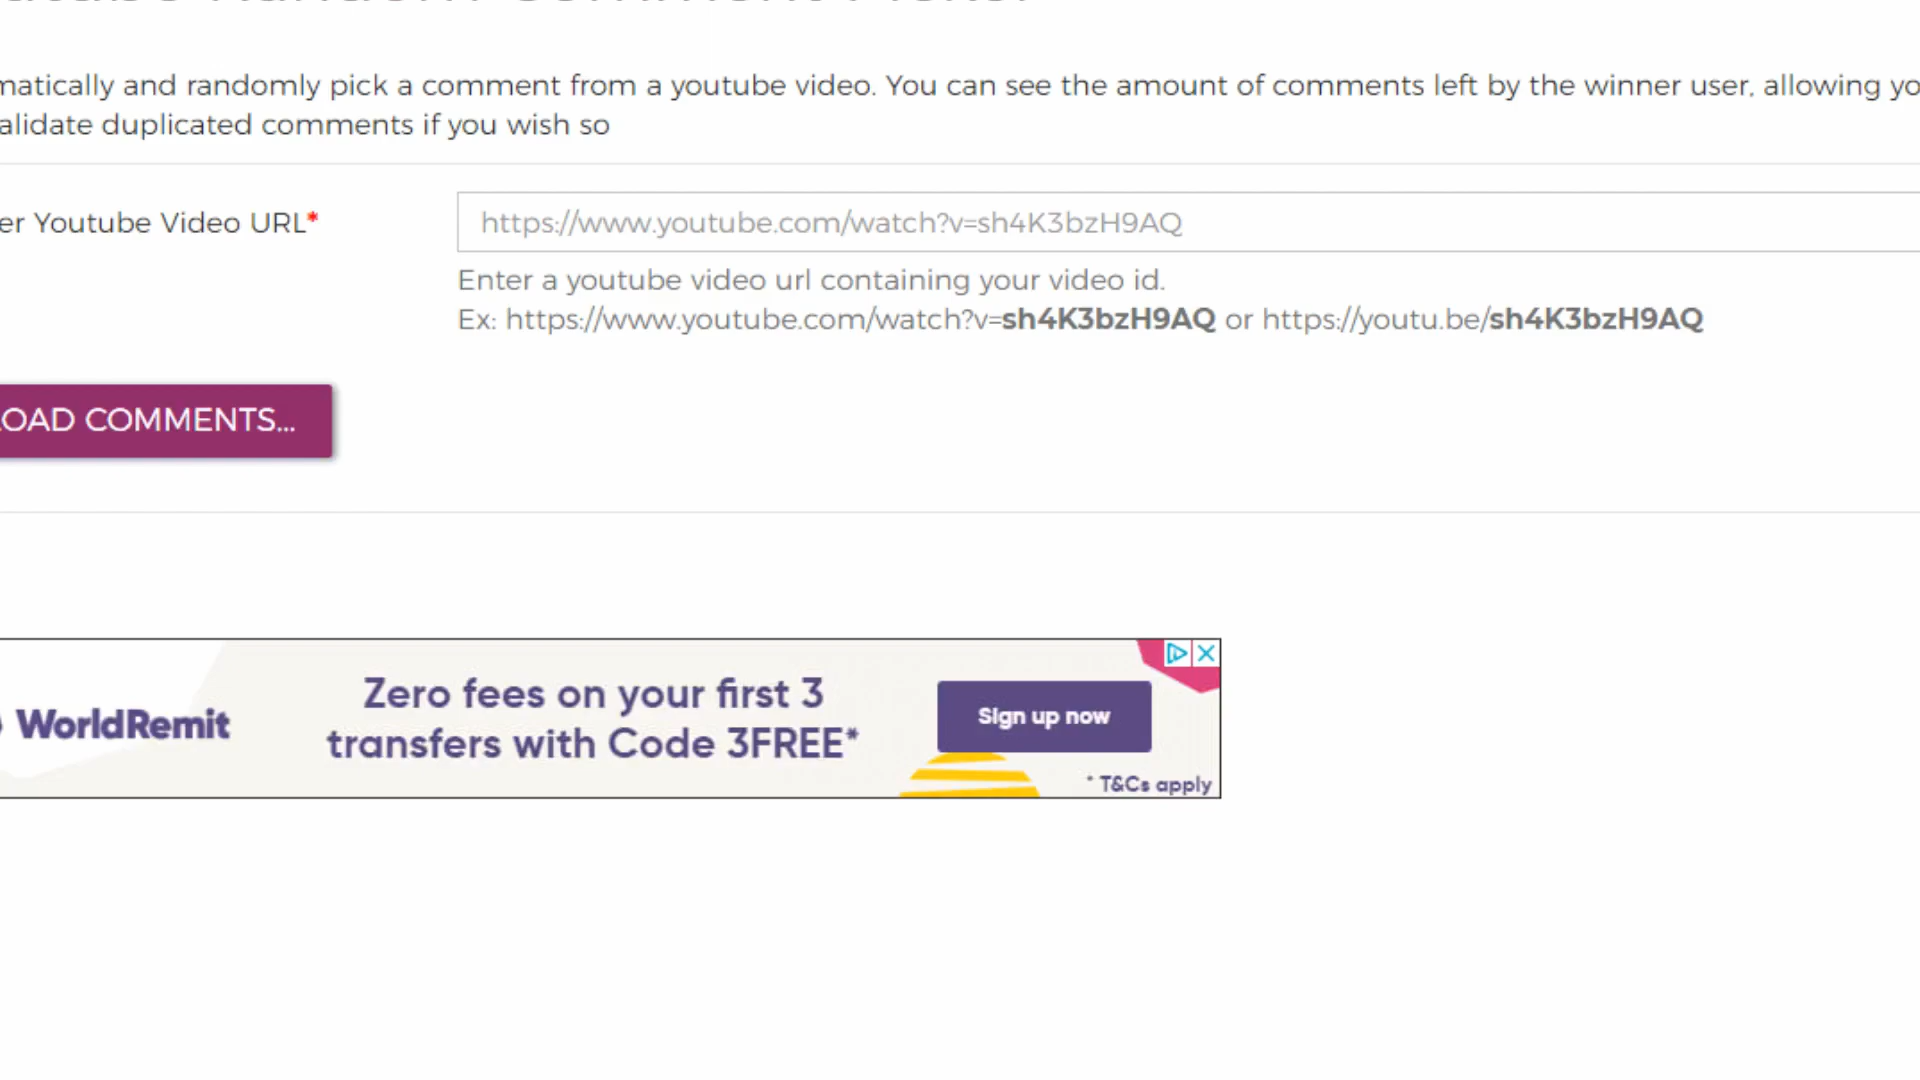 matically and randomly pick a comment from a youtube video. You can see the amount of comments left by the winner user, allowing yo
alidate duplicated comments if you wish so
er Youtube Video URL*
https://www.youtube.com/watch?v=sh4K3bzH9AQ
Enter a youtube video url containing your video id.
Ex: https://www.youtube.com/watch?v=sh4K3bzH9AQ or https://youtu.be/sh4K3bzH9AQ
OAD COMMENTS...
WorldRemit
Zero fees on your first 3
transfers with Code 3FREE*
Sign up now
* T&Cs apply